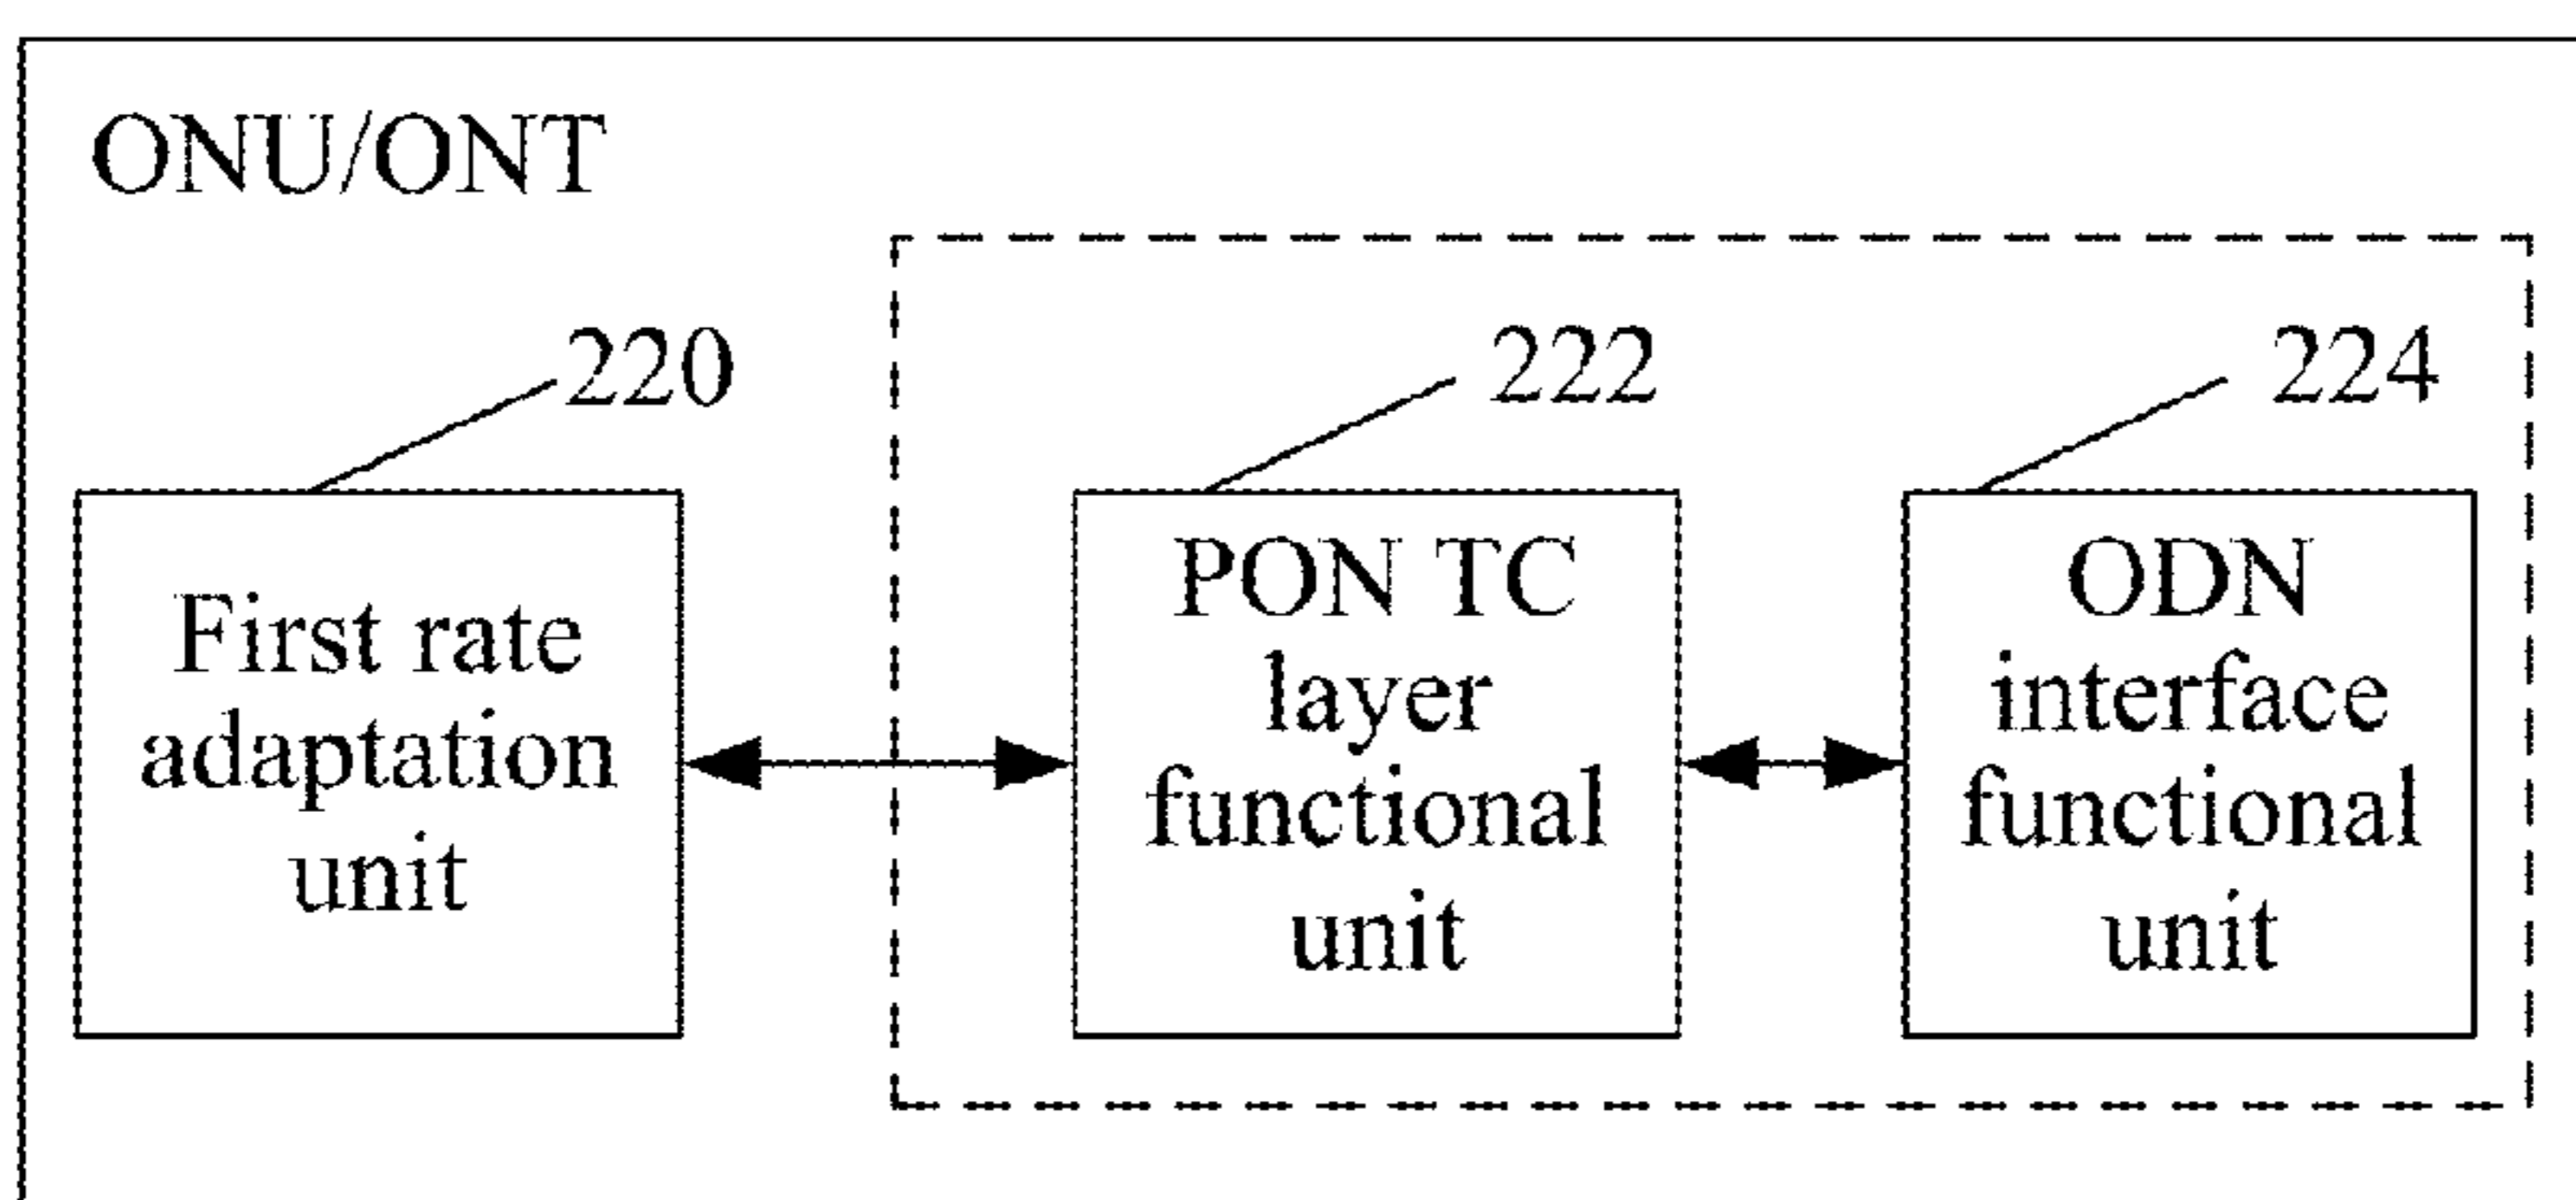 ONU/ONT
220
222
224
First rate
adaptation
unit
PON TC
layer
functional
unit
ODN
interface
functional
unit